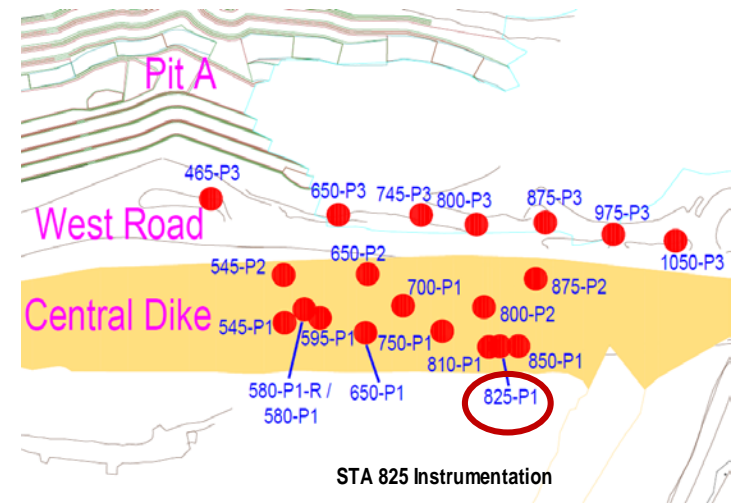 Pit A
465-P3
650-P3
745-P3
800-P3
875-P3
975-P3
1050-P3
West Road
545-P2
650-P2
875-P2
700-P1
800-P2
Central Dike
545-P1
595-P1
750-P1
810-P1
850-P1
580-P1-R /
580-P1
650-P1
825-P1
STA 825 Instrumentation